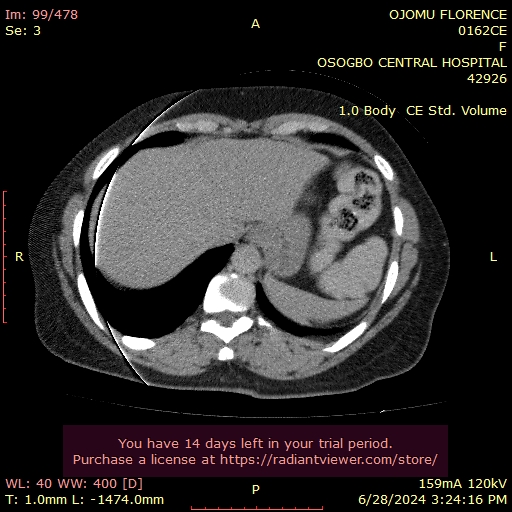 Im: 99/478
Se: 3
A
OJOMU FLORENCE
0162CE
F
OSOGBO CENTRAL HOSPITAL
42926
1.0 Body CE Std. Volume
R
L
You have 14 days left in your trial period.
Purchase a license at https://radiantviewer.com/store/
WL: 40 WW: 400 [D]
T: 1.0mm L: -1474.0mm
P
159mA 120kV
6/28/2024 3:24:16 PM